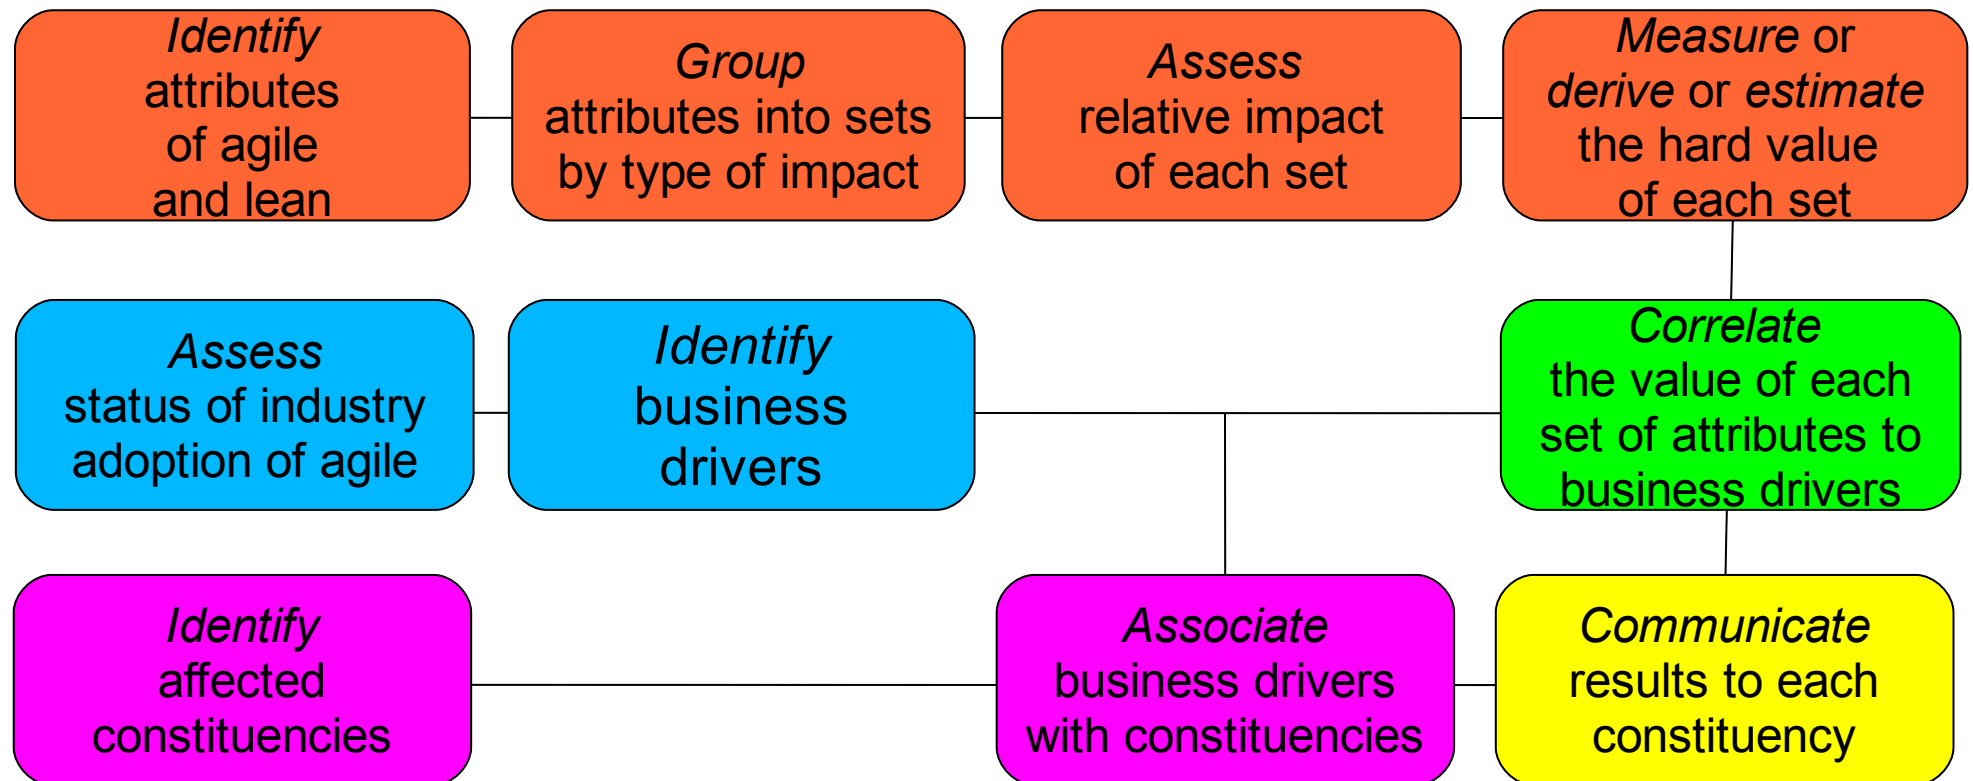 Identify
attributes
of agile
and lean
Group
attributes into sets
by type of impact
Assess
relative impact
of each set
Measure or
derive or estimate
the hard value
of each set
Assess
status of industry
adoption of agile
Identify
business
drivers
Correlate
the value of each
set of attributes to
business drivers
Identify
affected
constituencies
Associate
business drivers
with constituencies
Communicate
results to each
constituency